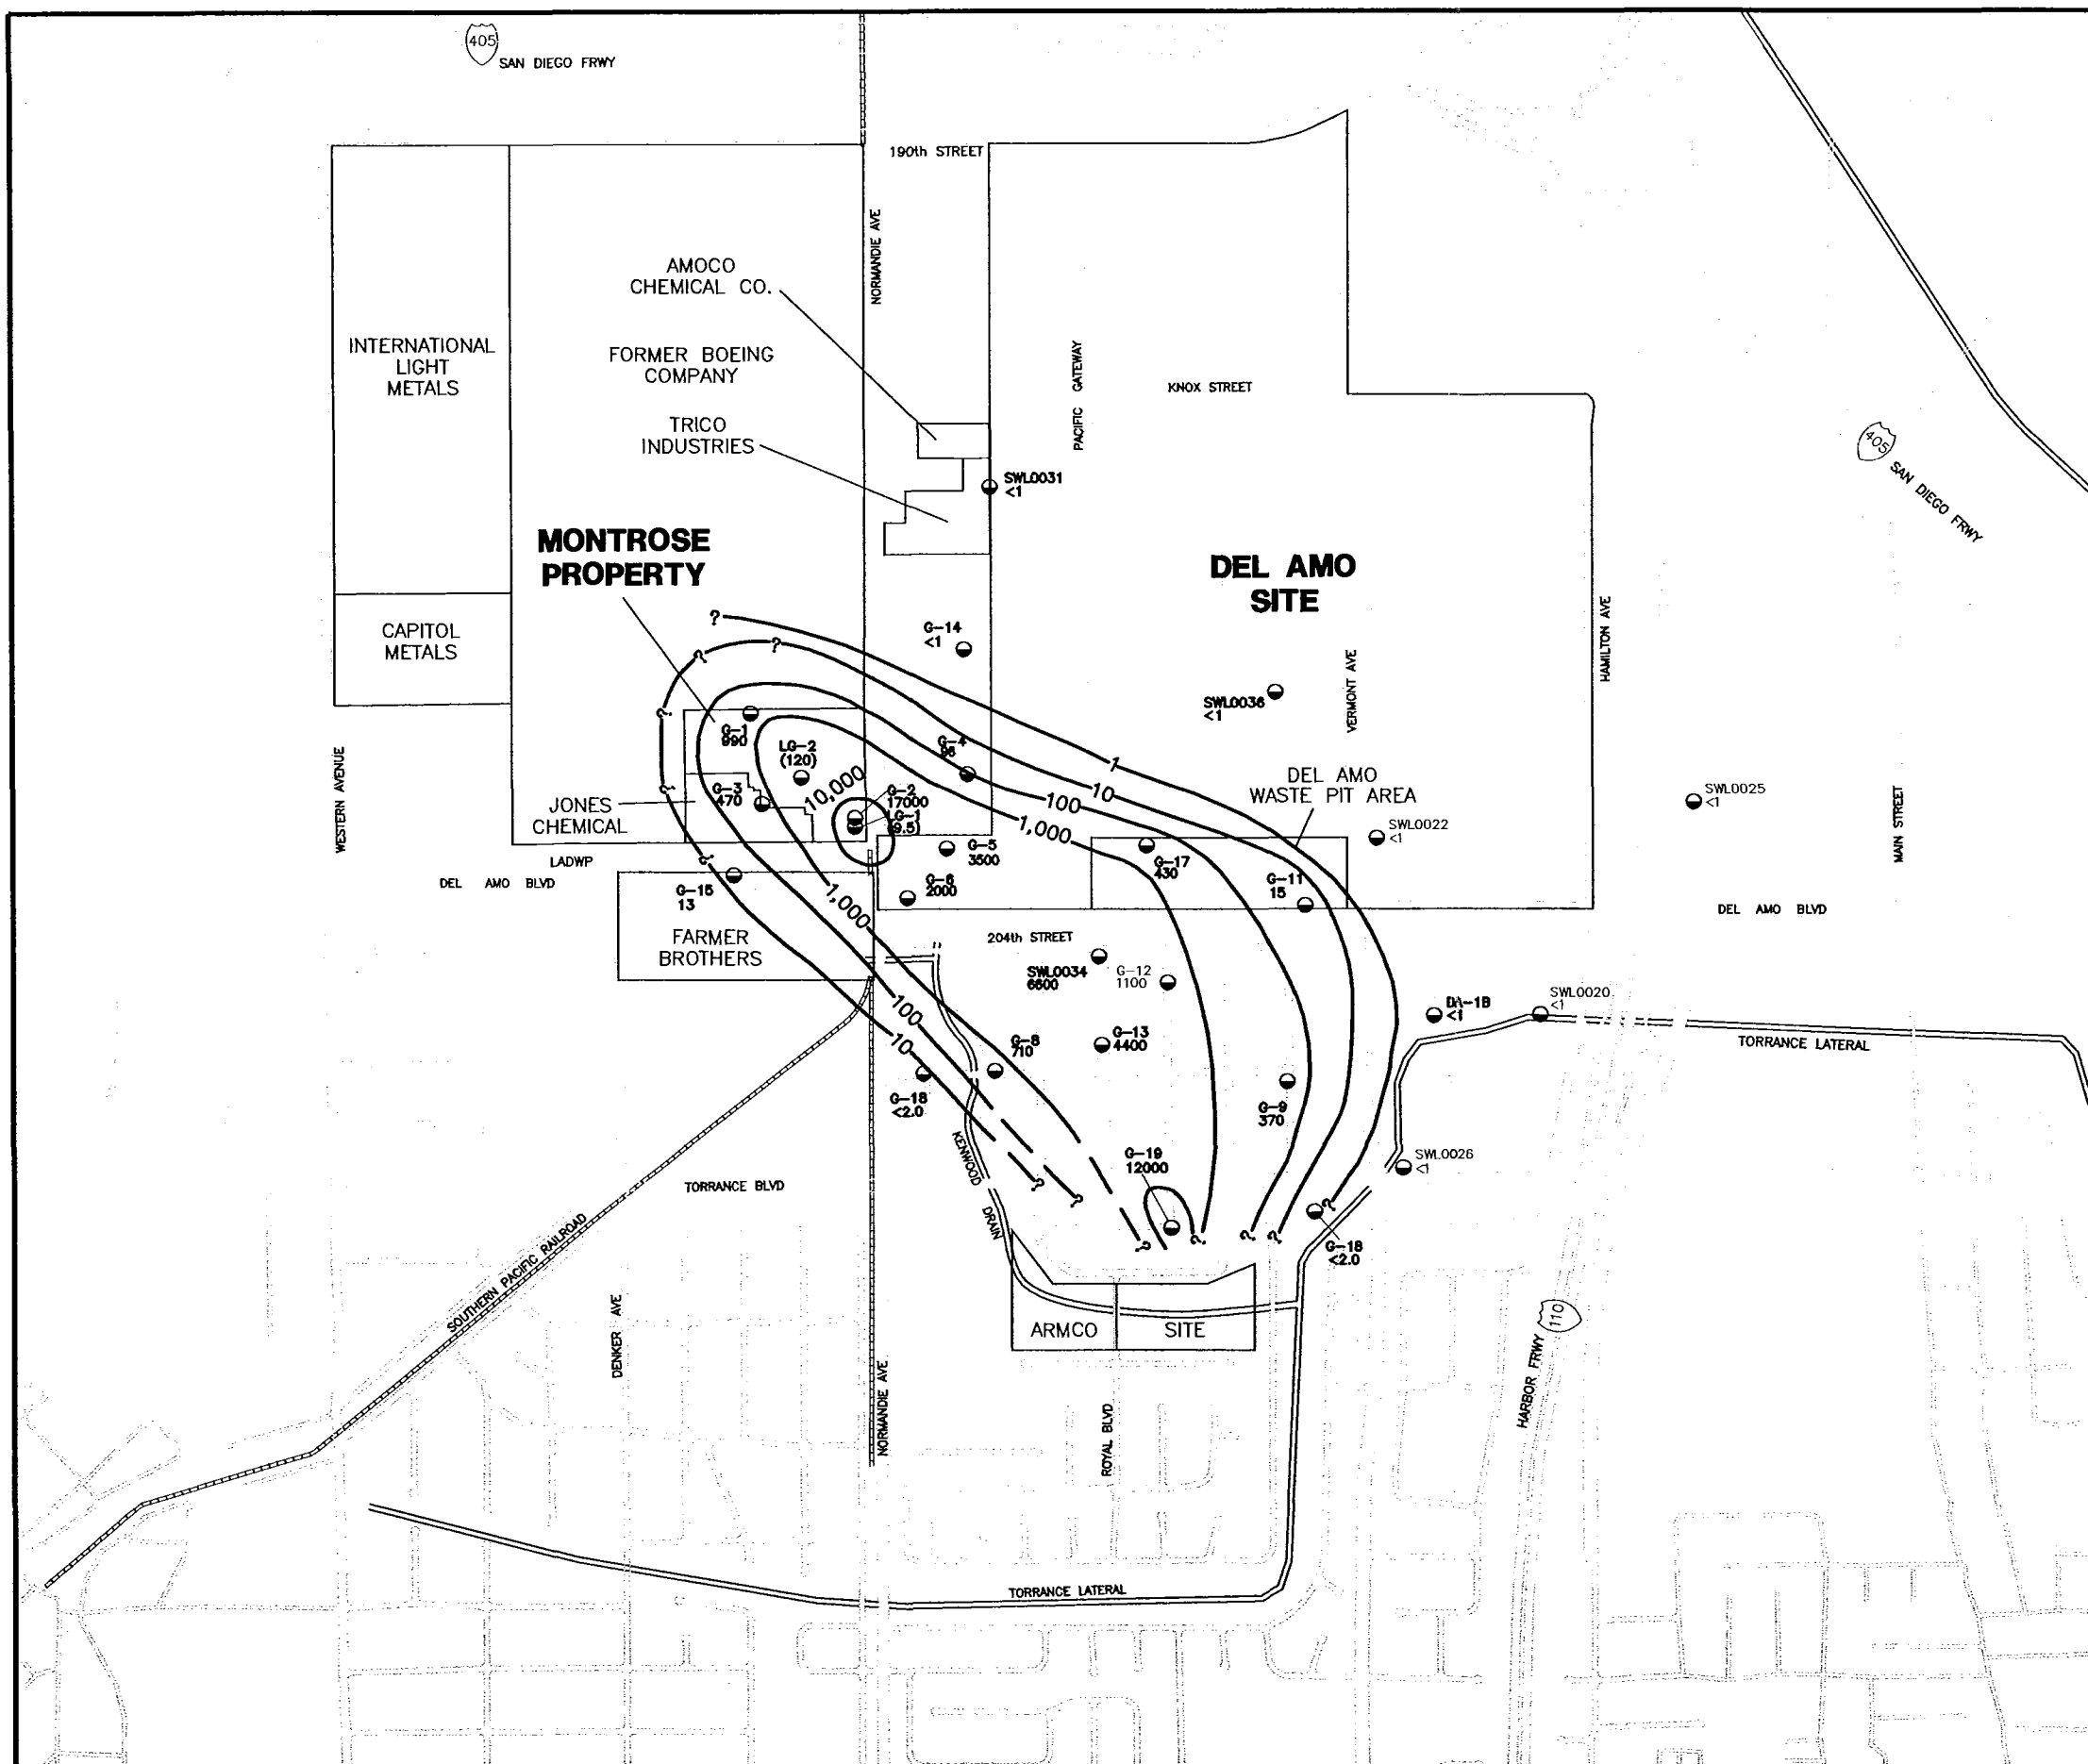 405
SAN DIEGO FRWY
190th STREET
NORMANDIE AVE
AMOCO
CHEMICAL CO.
INTERNATIONAL
LIGHT
METALS
FORMER BOEING
COMPANY
PACIFIC GATEWAY
KNOX STREET
TRICO
INDUSTRIES
405
SAN DIEGO FRWY
SWL0031
<1
MONTROSE
PROPERTY
DEL AMO
SITE
CAPITOL
METALS
G-14
<1
HAMILTON AVE
VERMONT AVE
SWL0036
<1
?
?
?
?
?
?
G-1
990
LG-2
(120)
G-4
96
1
10
100
1,000
10,000
DEL AMO
WASTE PIT AREA
SWL0025
<1
WESTERN AVENUE
MAIN STREET
G-3
470
JONES
CHEMICAL
G-2
17000
LG-1
(9.5)
SWL0022
<1
LADWP
DEL AMO BLVD
G-5
3500
G-17
430
G-6
2000
G-11
15
G-15
13
1,000
DEL AMO BLVD
FARMER
BROTHERS
204th STREET
SWL0034
6600
G-12
1100
100
10
DA-1B
<1
SWL0020
<1
TORRANCE LATERAL
G-8
710
G-13
4400
G-18
<2.0
G-9
370
KENWOOD
DRAIN
G-19
12000
SWL0026
<1
TORRANCE BLVD
?
?
?
?
?
?
?
G-18
<2.0
SOUTHERN PACIFIC RAILROAD
DENKER AVE
ARMCO
SITE
110
HARBOR FRWY
NORMANDIE AVE
ROYAL BLVD
TORRANCE LATERAL